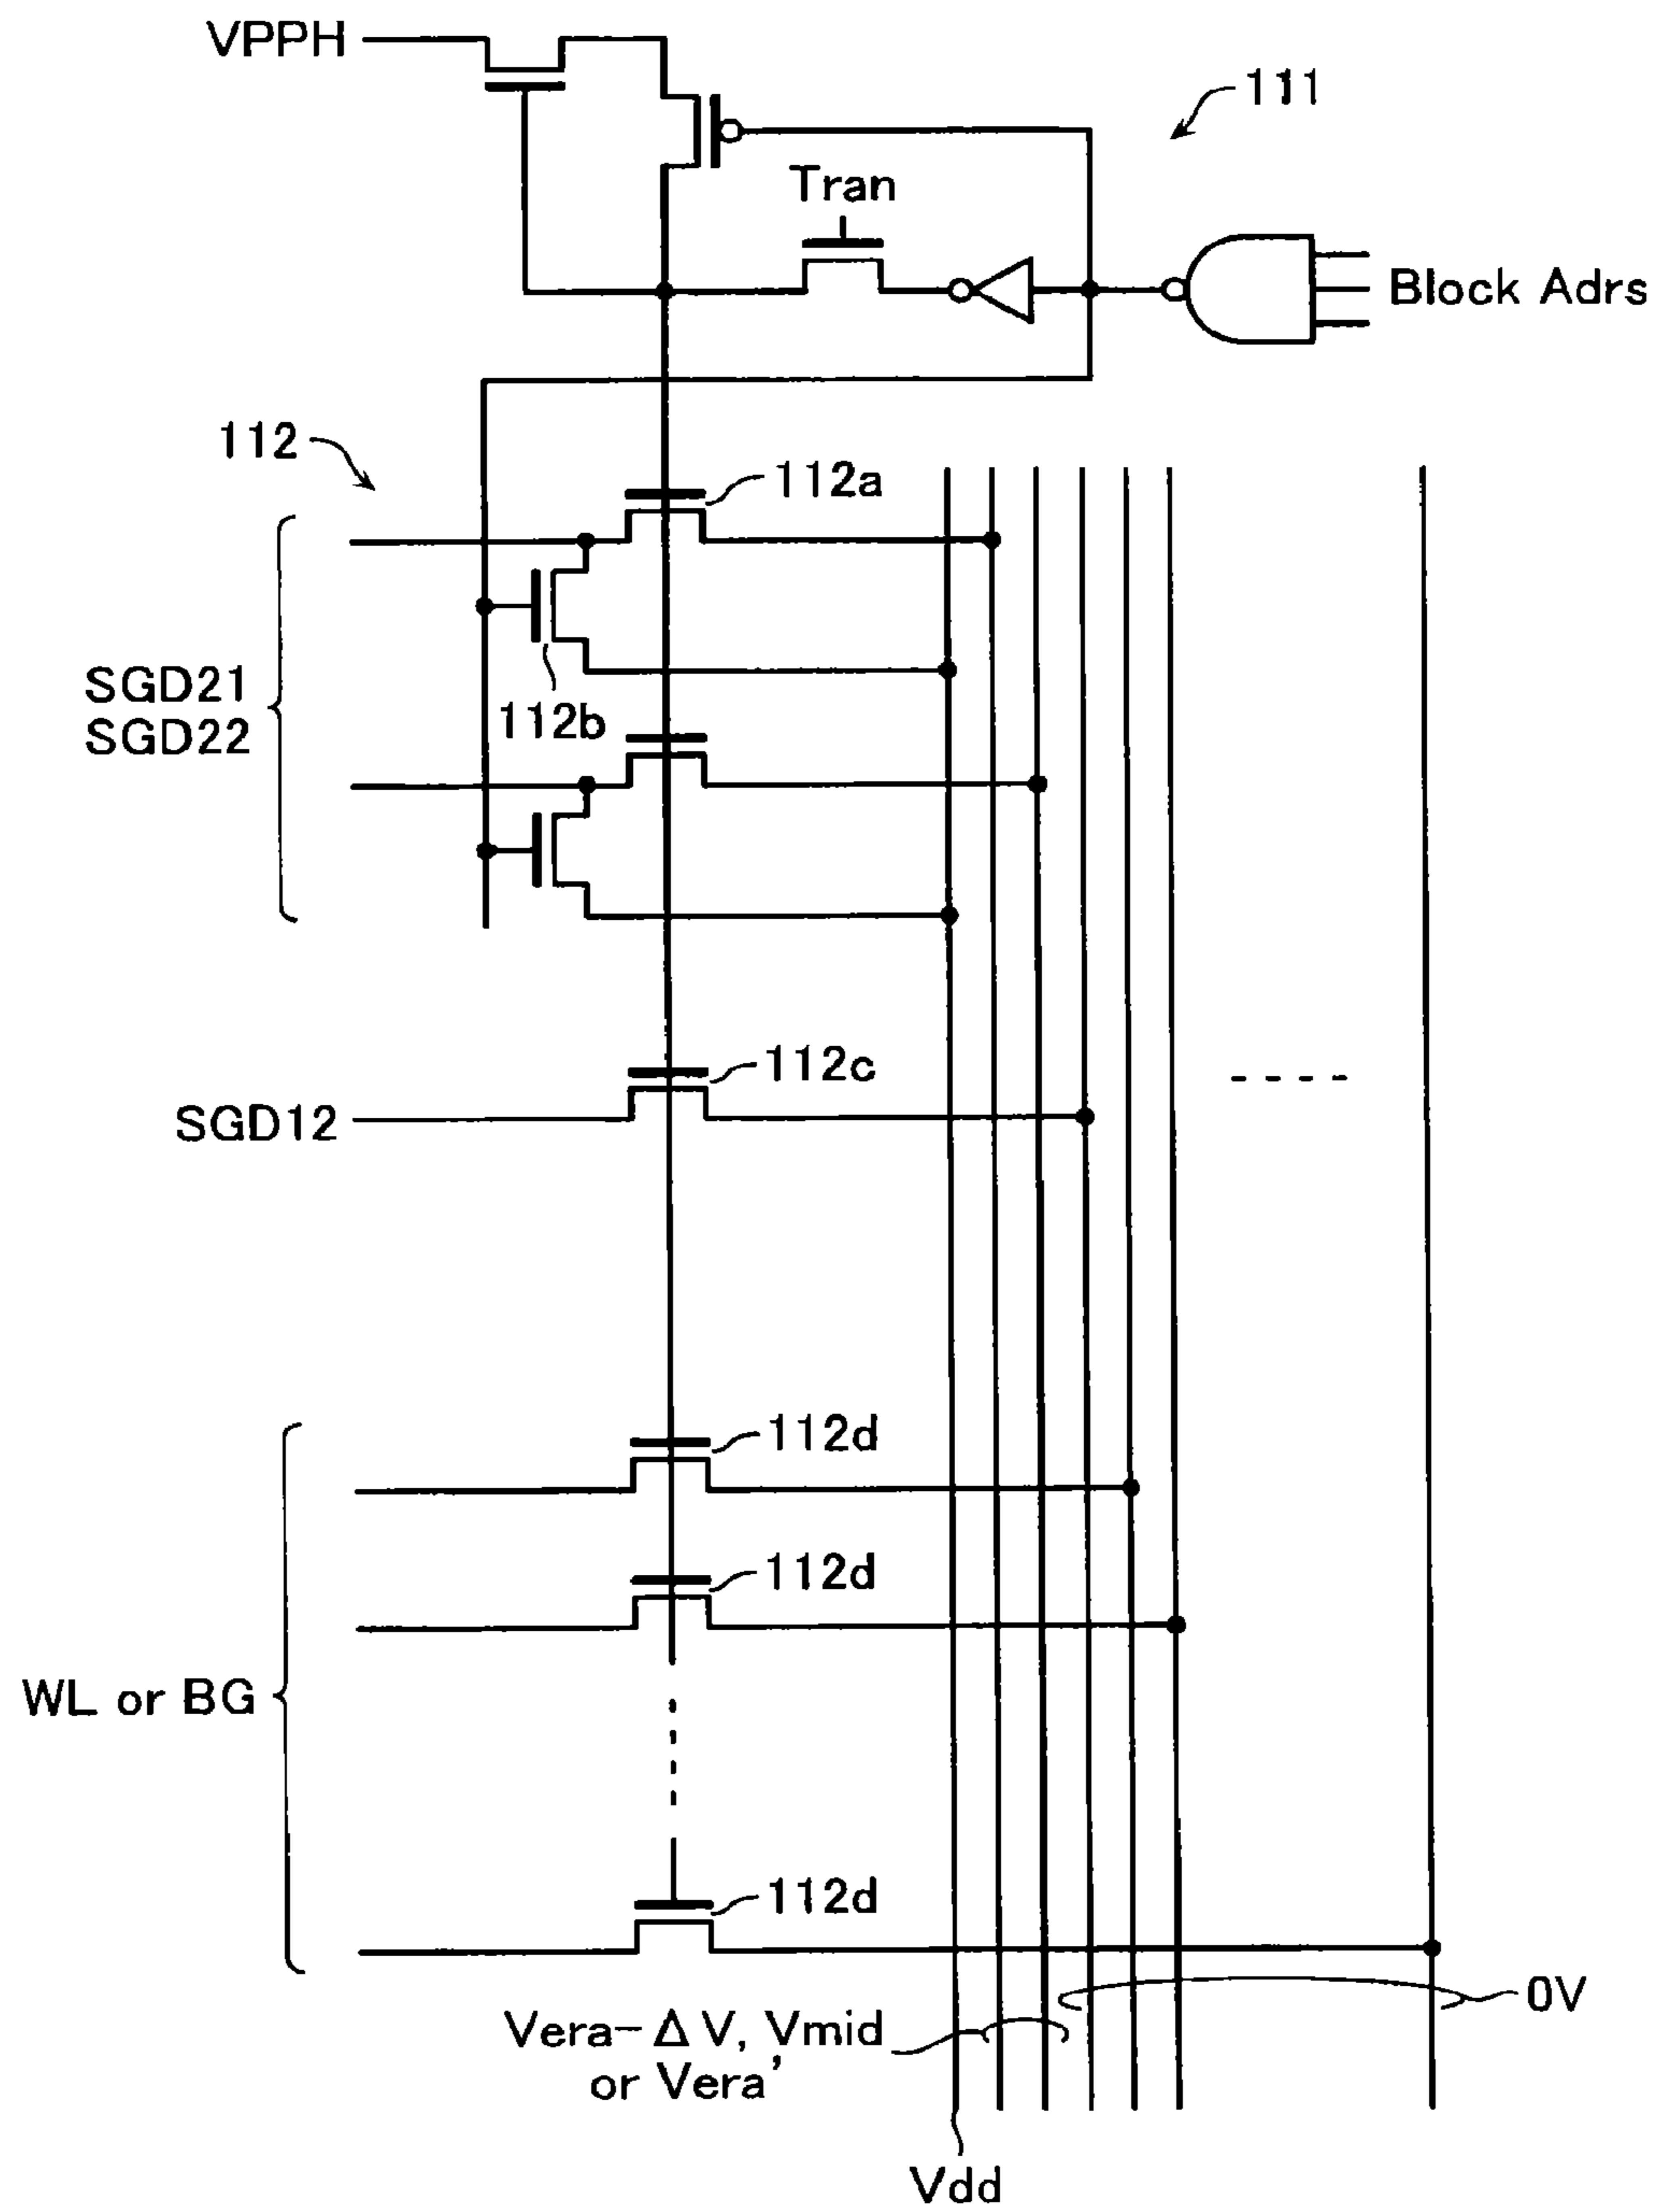 VPPH
111
Tran
Block Adrs
112
112a
SGD21
SGD22
112b
112c
SGD12
112d
112d
WL or BG
112d
0V
Vera-ΔV, Vmid
or Vera'
Vdd